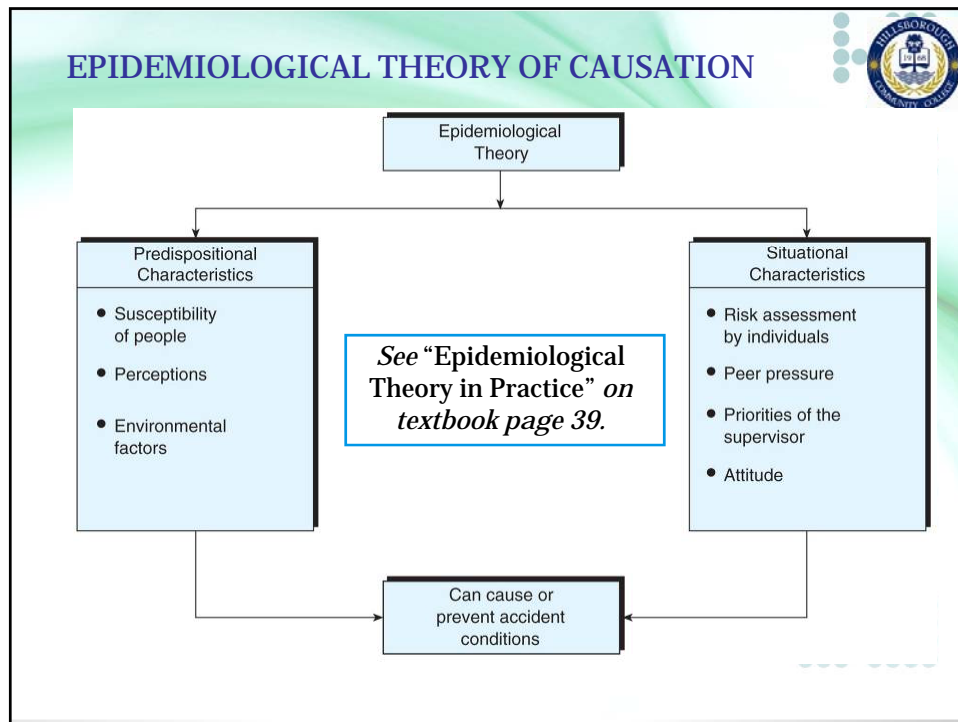 EPIDEMIOLOGICAL THEORY OF CAUSATION
HILLSBOROUGH
19 68
COMMUNITY COLLEGE
Epidemiological
Theory
Predispositional
Characteristics
• Susceptibility
of people
• Perceptions
• Environmental
factors
See “Epidemiological
Theory in Practice” on
textbook page 39.
Situational
Characteristics
• Risk assessment
by individuals
• Peer pressure
• Priorities of the
supervisor
• Attitude
Can cause or
prevent accident
conditions